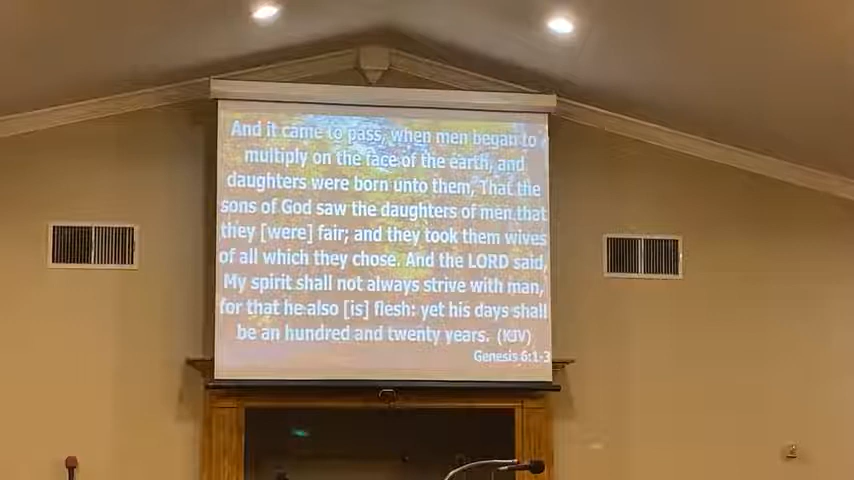 And it came to pass, when men began to
multiply on the face of the earth, and
daughters were born unto them, That the
sons of God saw the daughters of men that
they [were] fair; and they took them wives
of all which they chose. And the LORD said,
My spirit shall not always strive with man,
for that he also [is] flesh: yet his days shall
be an hundred and twenty years. (KJV)
Genesis 6:1-3